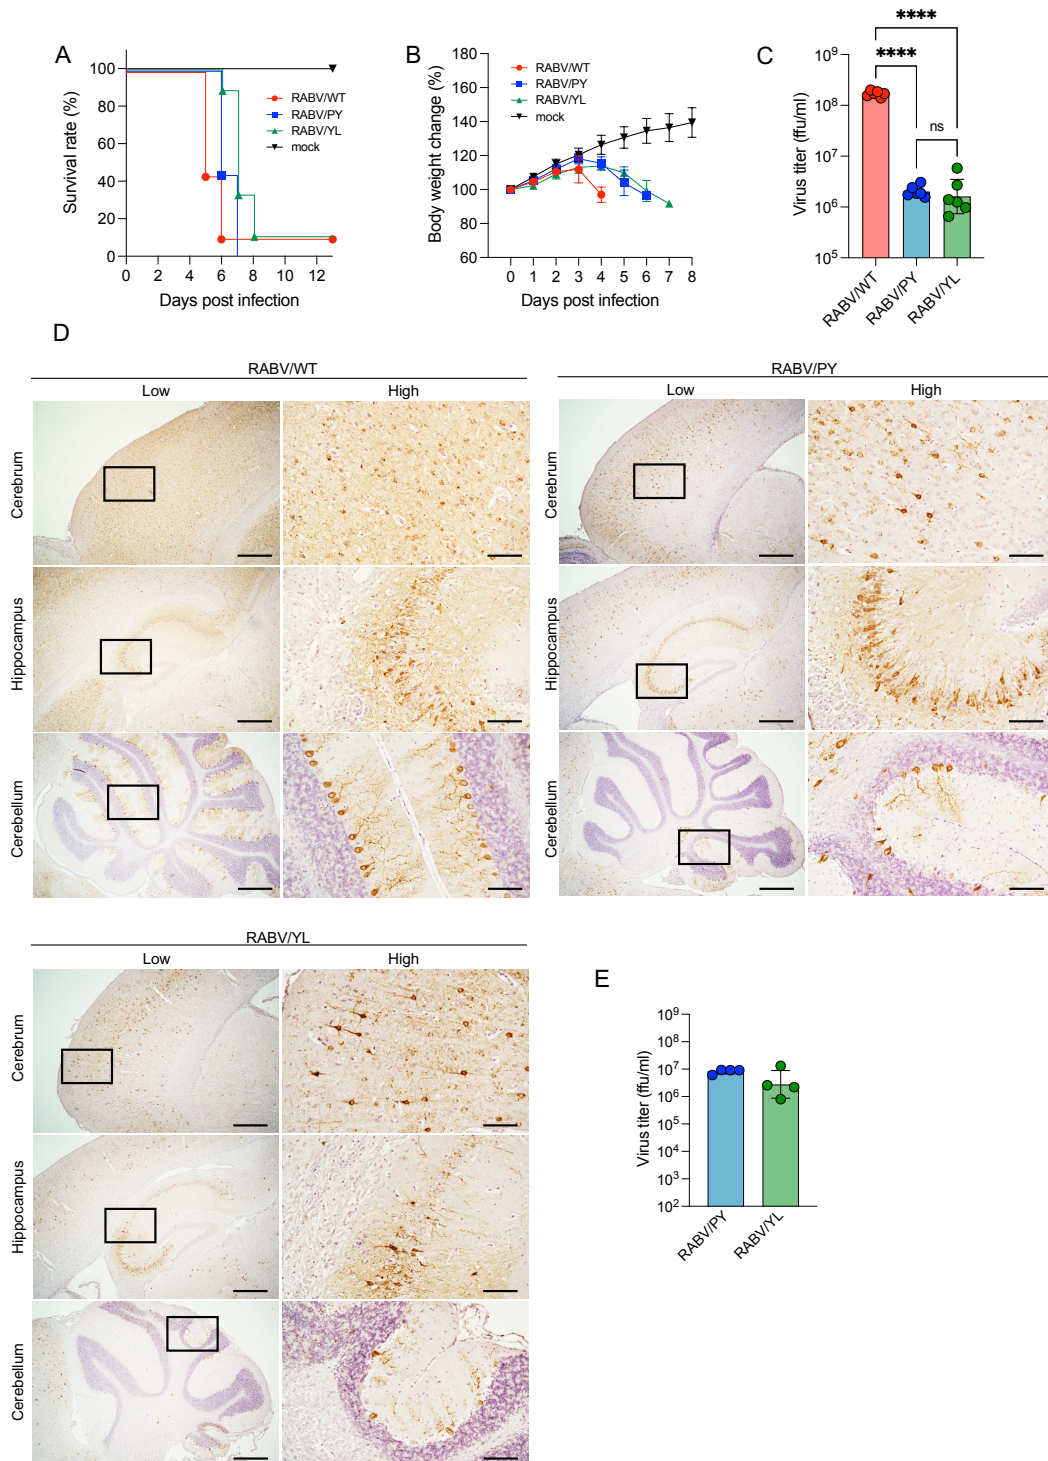 A
Survival rate (%)
100
80
60
40
20
0
0 2 4 6 8 10 12
Days post infection
RABV/WT
RABV/PY
RABV/YL
mock
B
Body weight change (%)
180
160
140
120
100
80
60
0 1 2 3 4 5 6 7 8
Days post infection
RABV/WT
RABV/PY
RABV/YL
mock
C
Virus titer (ffu/ml)
10⁹
10⁸
10⁷
10⁶
10⁵
****
****
ns
RABV/WT
RABV/PY
RABV/YL
D
RABV/WT
Low High
Cerebrum
Hippocampus
Cerebellum
RABV/PY
Low High
Cerebrum
Hippocampus
Cerebellum
RABV/YL
Low High
Cerebrum
Hippocampus
Cerebellum
E
Virus titer (ffu/ml)
10⁹
10⁸
10⁷
10⁶
10⁵
10⁴
10³
10²
RABV/PY
RABV/YL